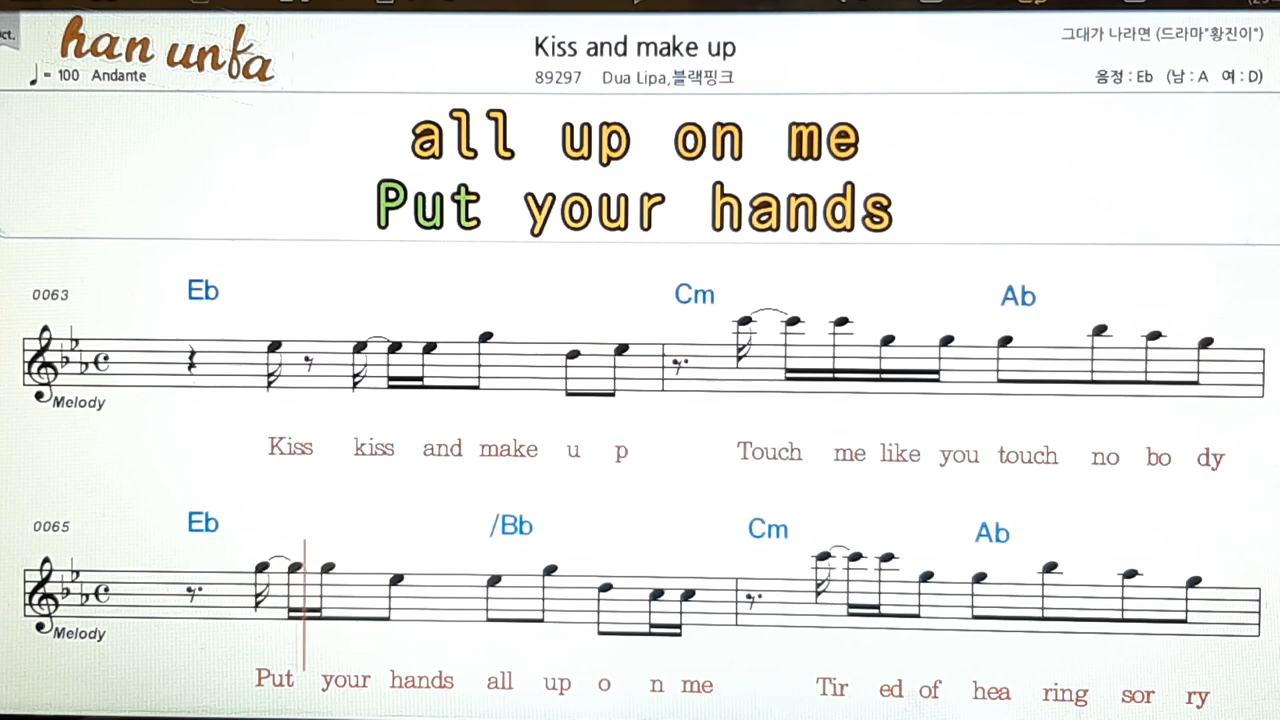 ct.
han unfa
Kiss and make up
그대가 나라면 (드라마"황진이")
= 100 Andante
89297 Dua Lipa,블랙핑크
음정 : Eb (남 : A 여 : D)
all up on me
Put your hands
0063 Eb Cm Ab
Melody
Kiss kiss and make u p Touch me like you touch no bo dy
0065 Eb /Bb Cm Ab
Melody
Put your hands all up o n me Tir ed of hea ring sor ry